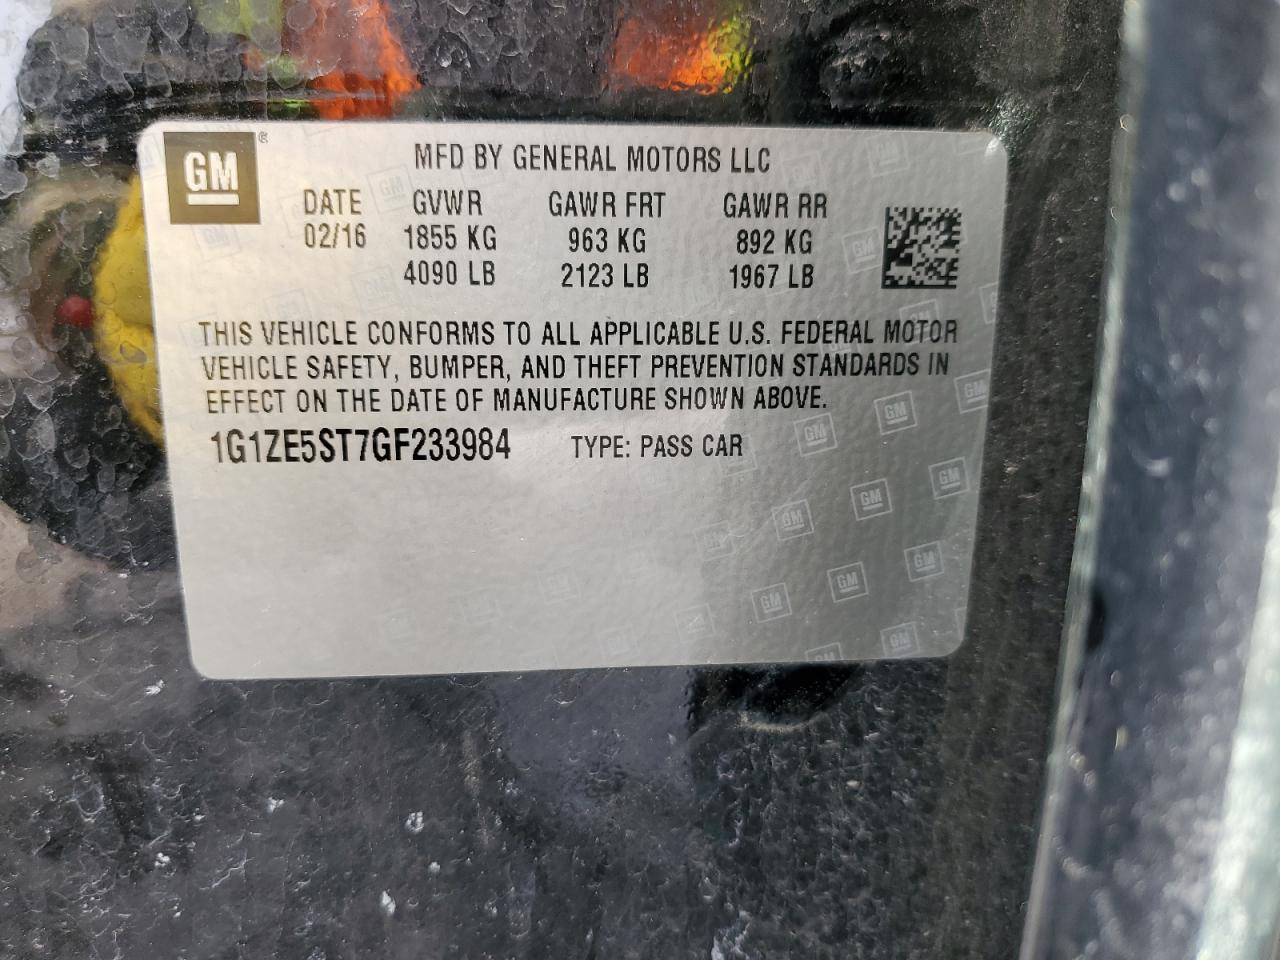 GM
MFD BY GENERAL MOTORS LLC
DATE GVWR GAWR FRT GAWR RR
02/16 1855 KG 963 KG 892 KG
4090 LB 2123 LB 1967 LB
THIS VEHICLE CONFORMS TO ALL APPLICABLE U.S. FEDERAL MOTOR
VEHICLE SAFETY, BUMPER, AND THEFT PREVENTION STANDARDS IN
EFFECT ON THE DATE OF MANUFACTURE SHOWN ABOVE.
1G1ZE5ST7GF233984 TYPE: PASS CAR